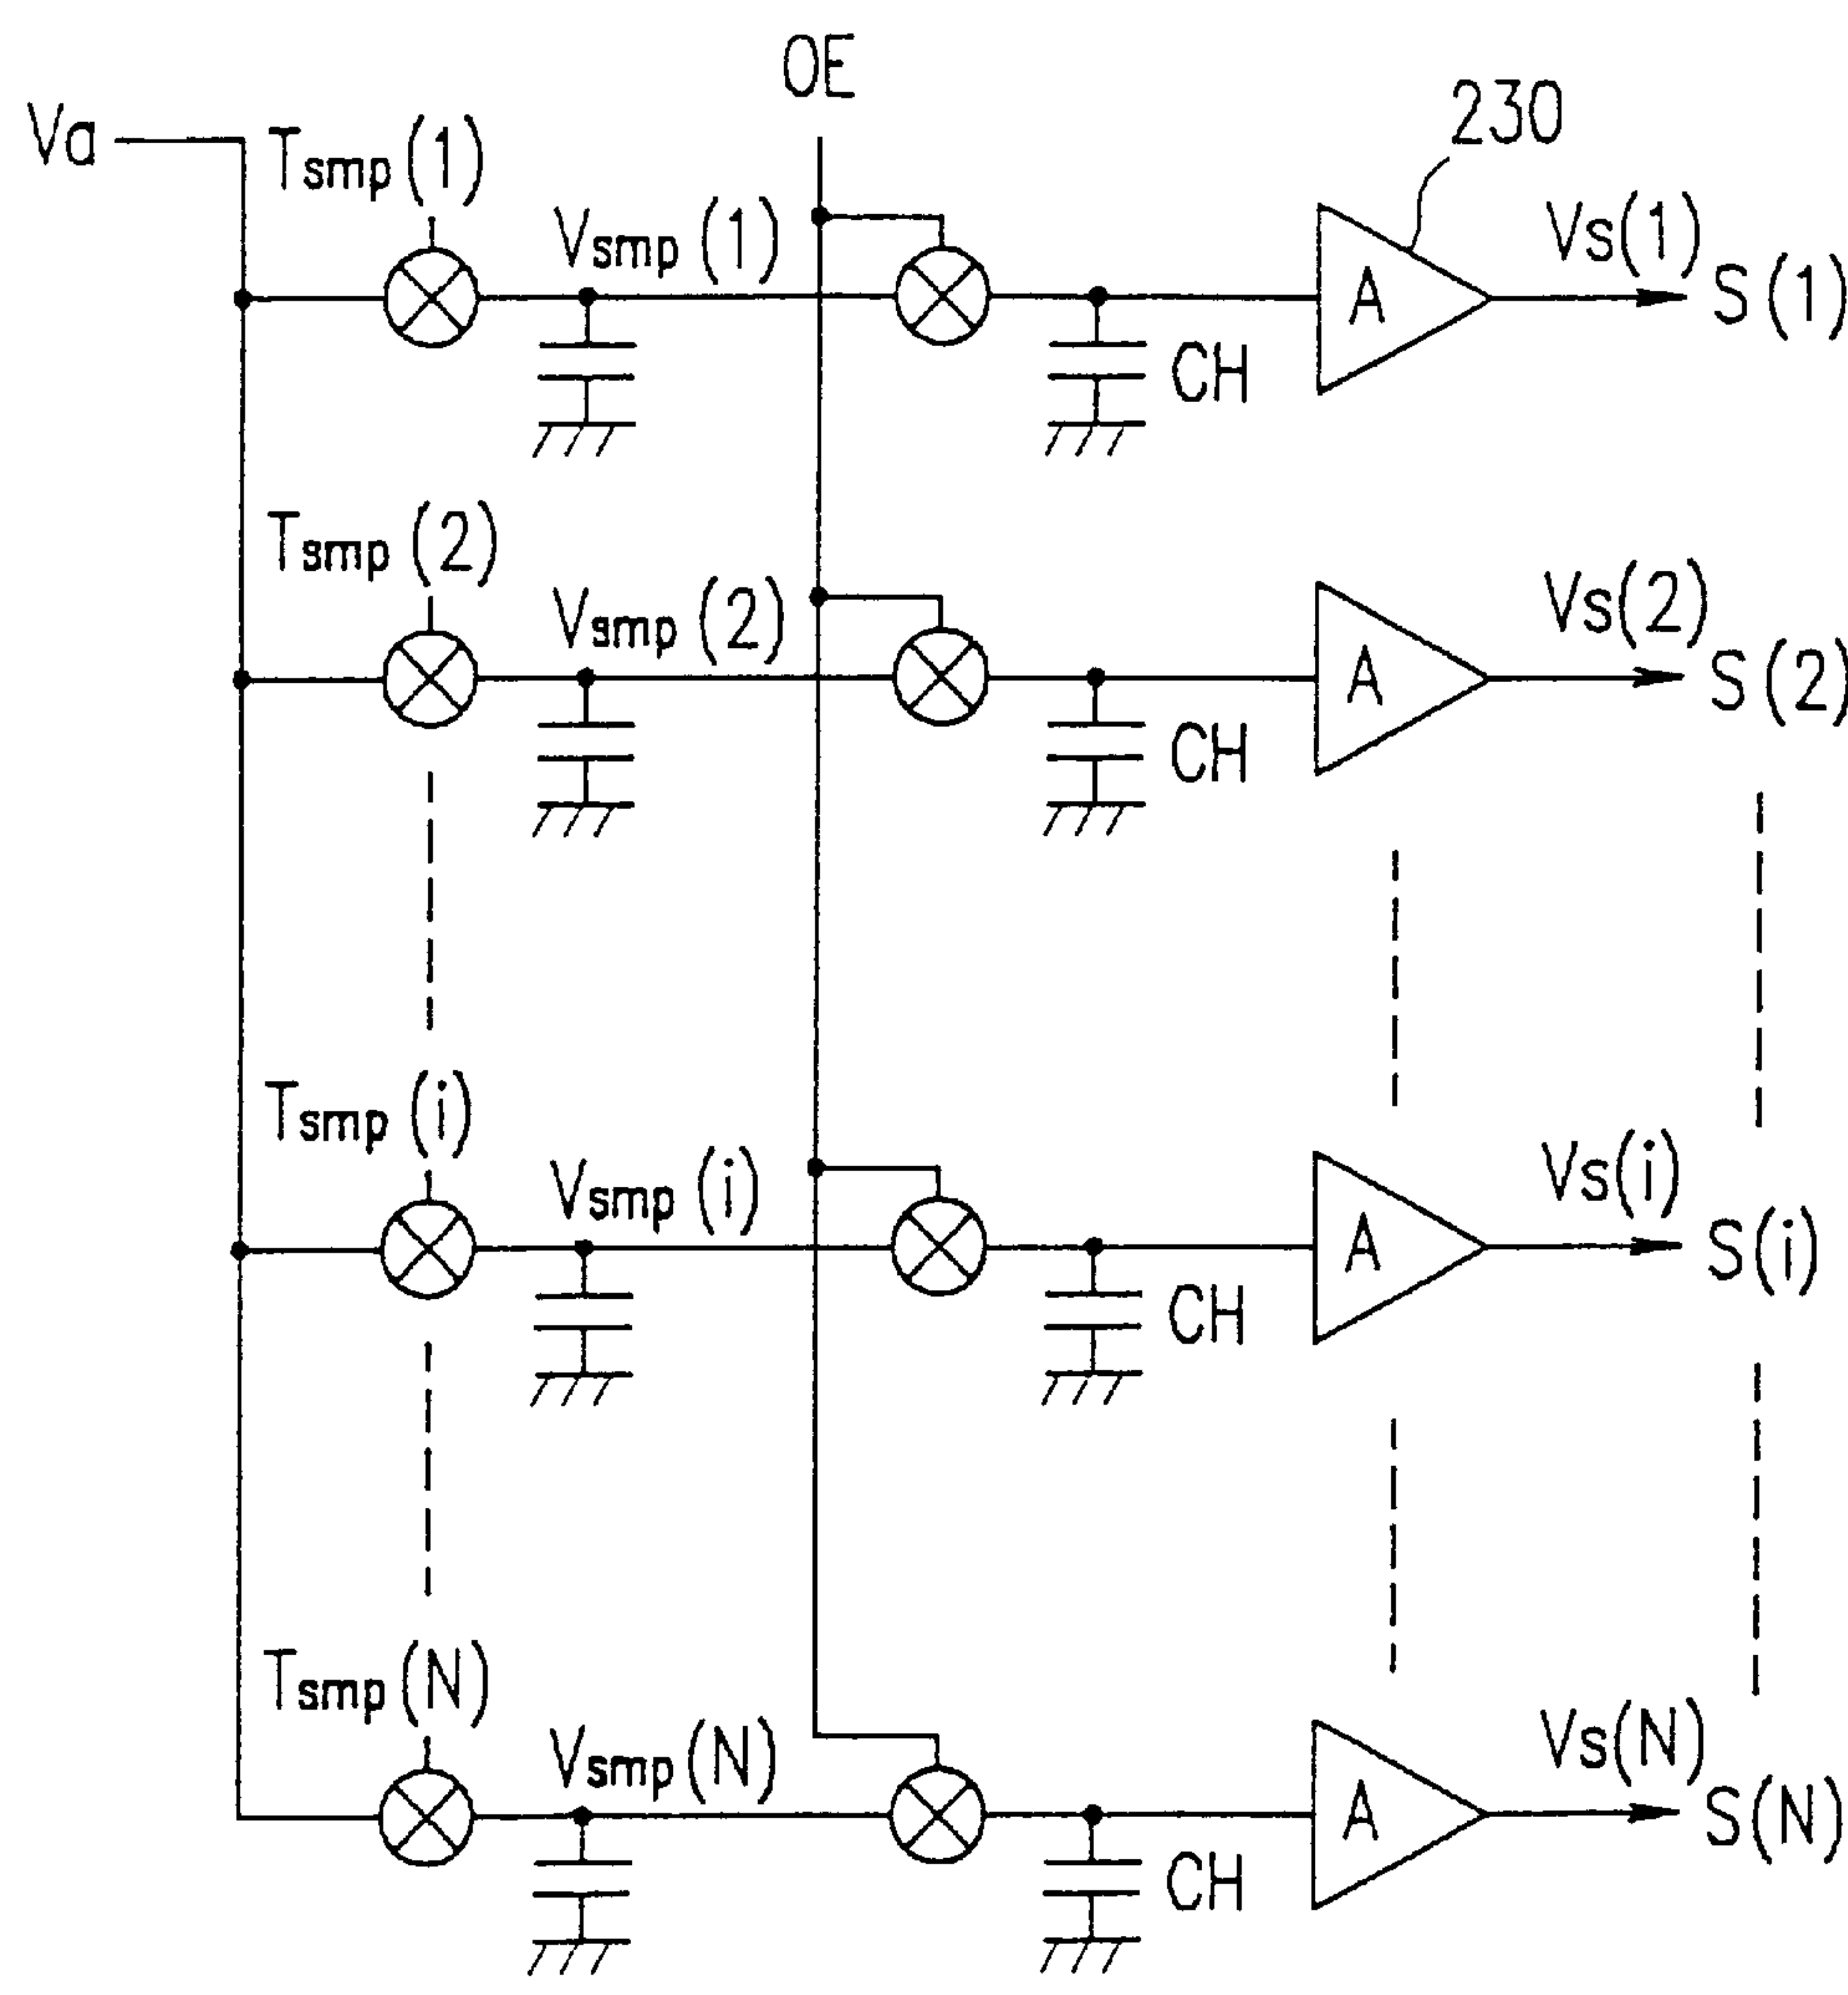 OE
Va
230
Tsmp(1)
Vsmp(1)
A
Vs(1)
S(1)
CH
Tsmp(2)
Vsmp(2)
A
Vs(2)
S(2)
CH
Tsmp(i)
Vsmp(i)
A
Vs(i)
S(i)
CH
Tsmp(N)
Vsmp(N)
A
Vs(N)
S(N)
CH